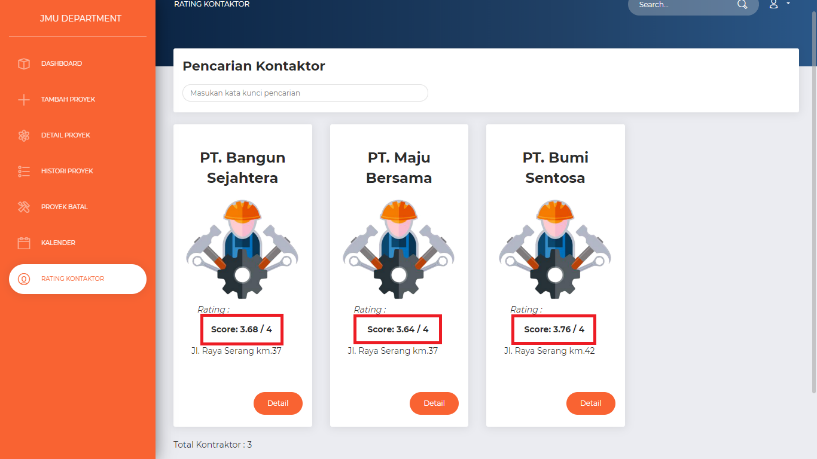 JMU DEPARTMENT
DASHBOARD
TAMBAH PROYEK
DETAIL PROYEK
HISTORI PROYEK
PROYEK BATAL
KALENDER
RATING KONTAKTOR
RATING KONTAKTOR
Search...
Pencarian Kontaktor
Masukan kata kunci pencarian
PT. Bangun
Sejahtera
Rating :
Score: 3.68 / 4
Jl. Raya Serang km.37
Detail
PT. Maju
Bersama
Rating :
Score: 3.64 / 4
Jl. Raya Serang km.37
Detail
PT. Bumi
Sentosa
Rating :
Score: 3.76 / 4
Jl. Raya Serang km.42
Detail
Total Kontraktor : 3